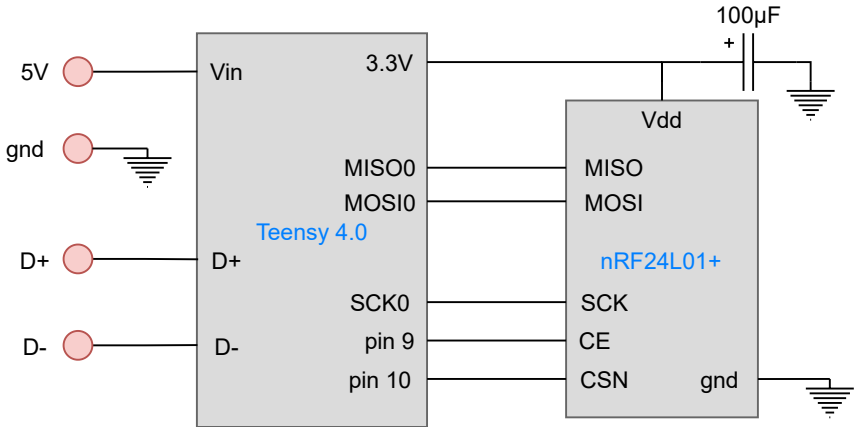 100µF
+
5V
Vin
3.3V
Vdd
gnd
MISO0
MISO
MOSI0
MOSI
Teensy 4.0
D+
D+
nRF24L01+
SCK0
SCK
pin 9
CE
D-
D-
pin 10
CSN
gnd